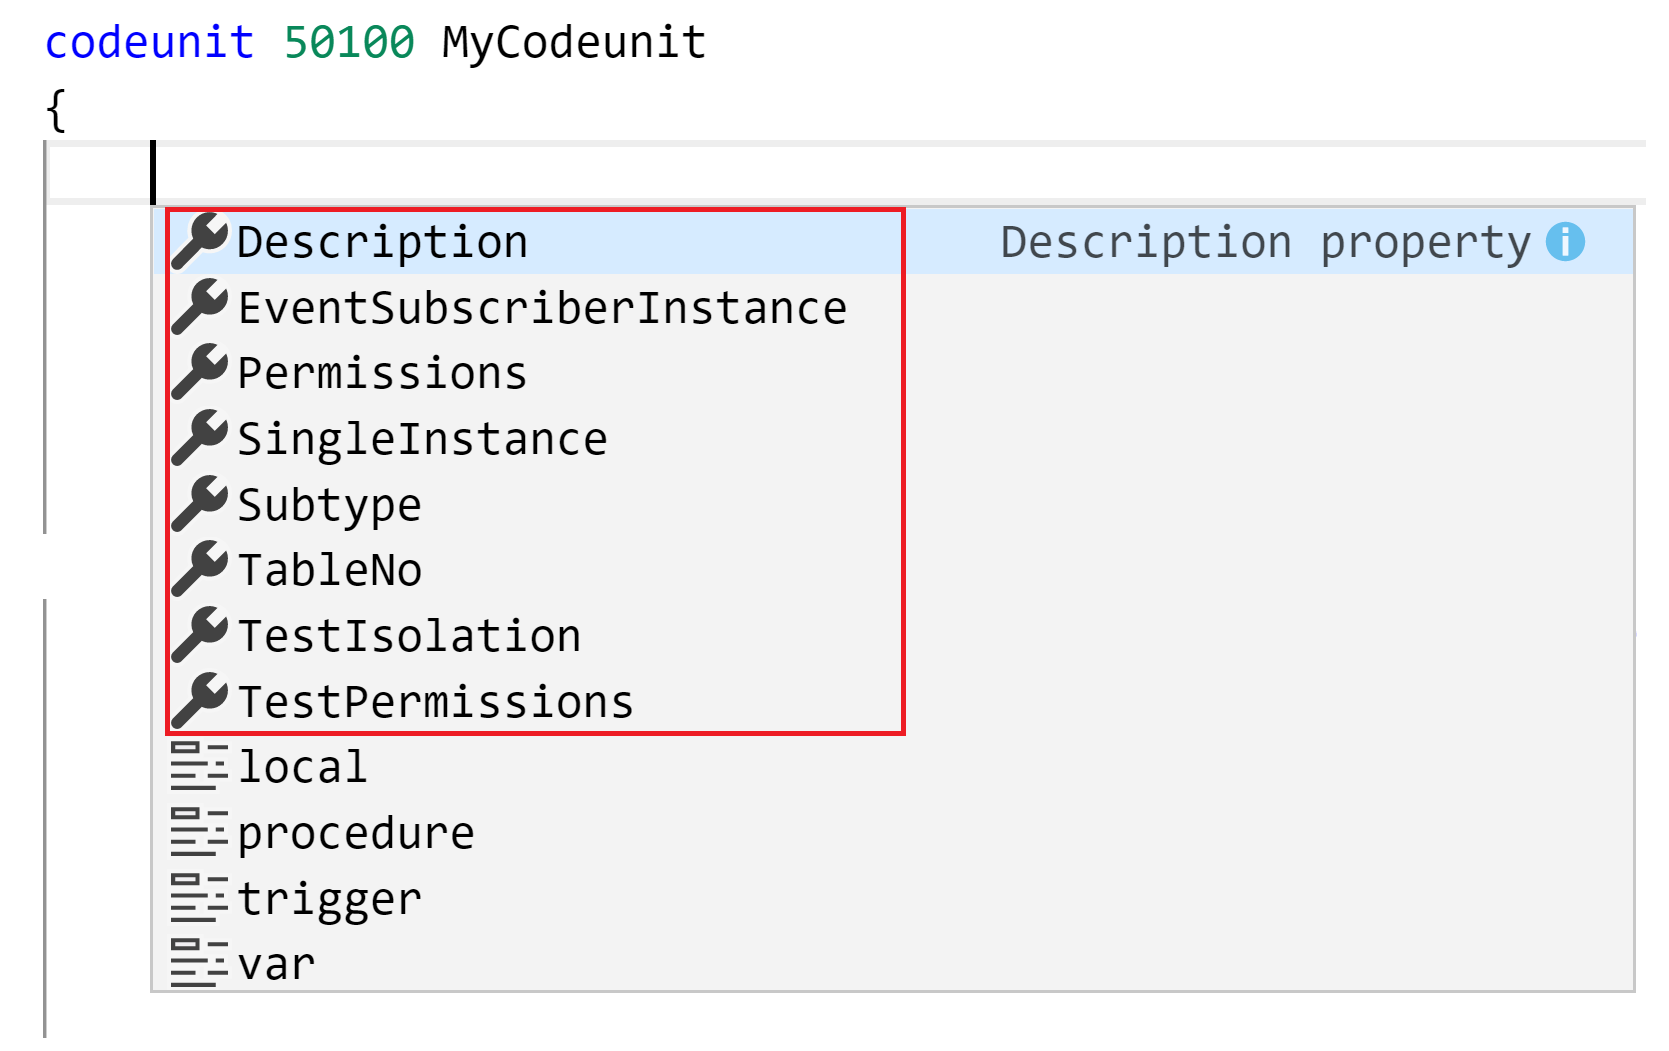 codeunit 50100 MyCodeunit
{
Description Description property
EventSubscriberInstance
Permissions
SingleInstance
Subtype
TableNo
TestIsolation
TestPermissions
local
procedure
trigger
var